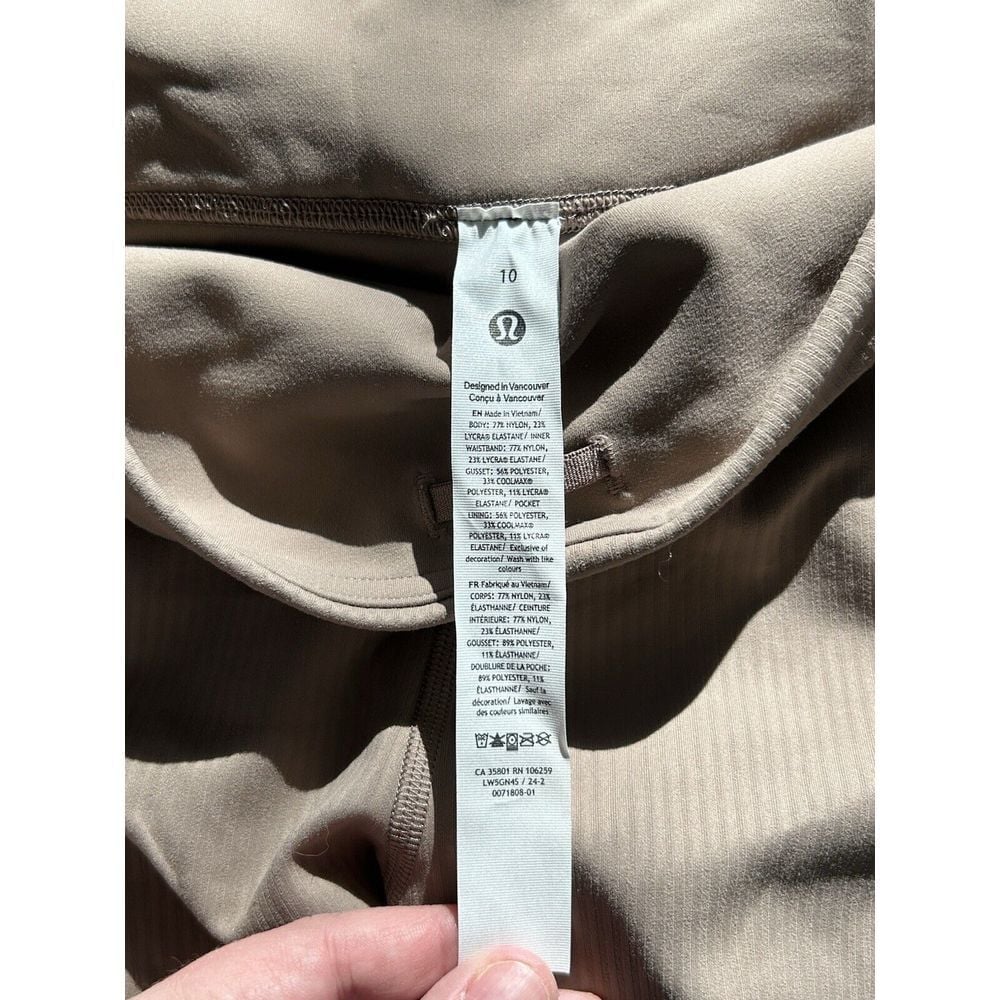 10
Designed in Vancouver
Conçu à Vancouver
EN Made in Vietnam/
BODY: 77% NYLON, 23%
LYCRA® ELASTANE/ INNER
WAISTBAND: 77% NYLON,
23% LYCRA® ELASTANE/
GUSSET: 56% POLYESTER,
33% COOLMAX®
POLYESTER, 11% LYCRA®
ELASTANE/ POCKET
LINING: 56% POLYESTER,
33% COOLMAX®
POLYESTER, 11% LYCRA®
ELASTANE/ Exclusive of
decoration/ Wash with like
colours
FR Fabriqué au Vietnam/
CORPS: 77% NYLON, 23%
ÉLASTHANNE/ CEINTURE
INTÉRIEURE: 77% NYLON,
23% ÉLASTHANNE/
GOUSSET: 89% POLYESTER,
11% ÉLASTHANNE/
DOUBLURE DE LA POCHE:
89% POLYESTER, 11%
ÉLASTHANNE/ Sauf la
décoration/ Lavage avec
des couleurs similaires
CA 35801 RN 106259
LW5GN4S / 24-2
0071808-01